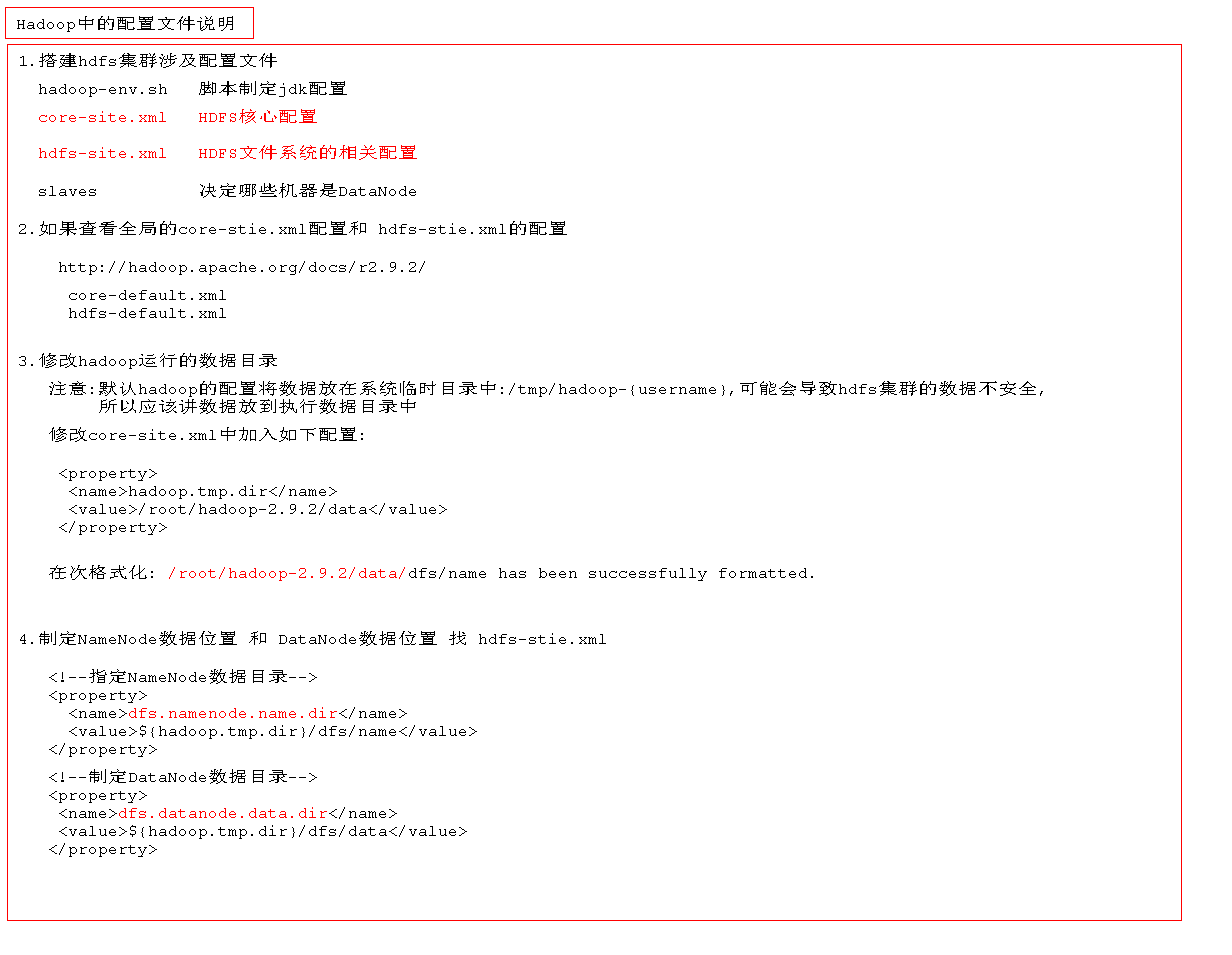 Hadoop中的配置文件说明
1.搭建hdfs集群涉及配置文件
hadoop-env.sh 脚本制定jdk配置
core-site.xml HDFS核心配置
hdfs-site.xml HDFS文件系统的相关配置
slaves 决定哪些机器是DataNode
2.如果查看全局的core-stie.xml配置和 hdfs-stie.xml的配置
http://hadoop.apache.org/docs/r2.9.2/
core-default.xml
hdfs-default.xml
3.修改hadoop运行的数据目录
注意:默认hadoop的配置将数据放在系统临时目录中:/tmp/hadoop-{username},可能会导致hdfs集群的数据不安全,
所以应该讲数据放到执行数据目录中
修改core-site.xml中加入如下配置:
<property>
<name>hadoop.tmp.dir</name>
<value>/root/hadoop-2.9.2/data</value>
</property>
在次格式化: /root/hadoop-2.9.2/data/dfs/name has been successfully formatted.
4.制定NameNode数据位置 和 DataNode数据位置 找 hdfs-stie.xml
<!--指定NameNode数据目录-->
<property>
<name>dfs.namenode.name.dir</name>
<value>${hadoop.tmp.dir}/dfs/name</value>
</property>
<!--制定DataNode数据目录-->
<property>
<name>dfs.datanode.data.dir</name>
<value>${hadoop.tmp.dir}/dfs/data</value>
</property>